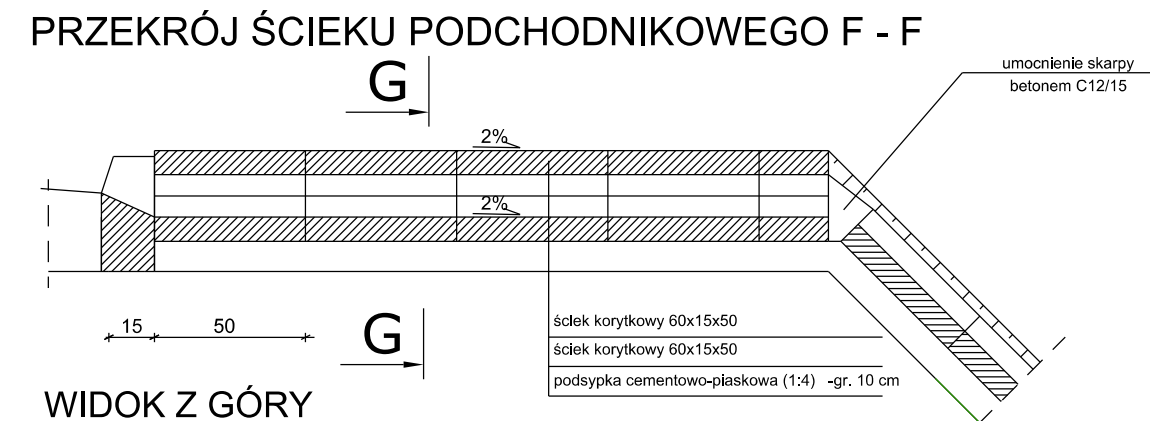 PRZEKRÓJ ŚCIEKU PODCHODNIKOWEGO F - F
umocnienie skarpy
betonem C12/15
G
2%
2%
15
50
G
ściek korytkowy 60x15x50
ściek korytkowy 60x15x50
podsypka cementowo-piaskowa (1:4) -gr. 10 cm
WIDOK Z GÓRY